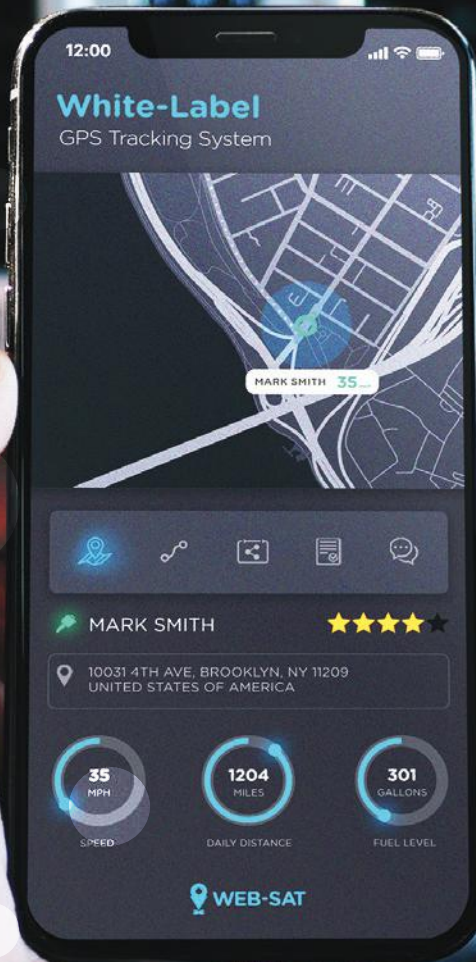 12:00
White-Label
GPS Tracking System
MARK SMITH 35
MARK SMITH
10031 4TH AVE, BROOKLYN, NY 11209
UNITED STATES OF AMERICA
35
MPH
SPEED
1204
MILES
DAILY DISTANCE
301
GALLONS
FUEL LEVEL
WEB-SAT